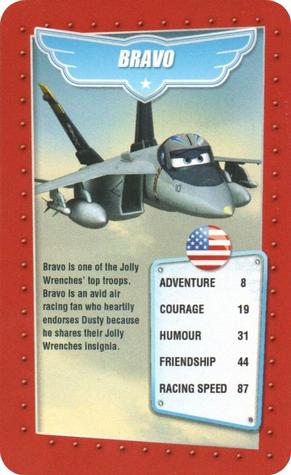 BRAVO
Bravo is one of the Jolly
Wrenches' top troops.
Bravo is an avid air
racing fan who heartily
endorses Dusty because
he shares their Jolly
Wrenches insignia.
ADVENTURE 8
COURAGE 19
HUMOUR 31
FRIENDSHIP 44
RACING SPEED 87